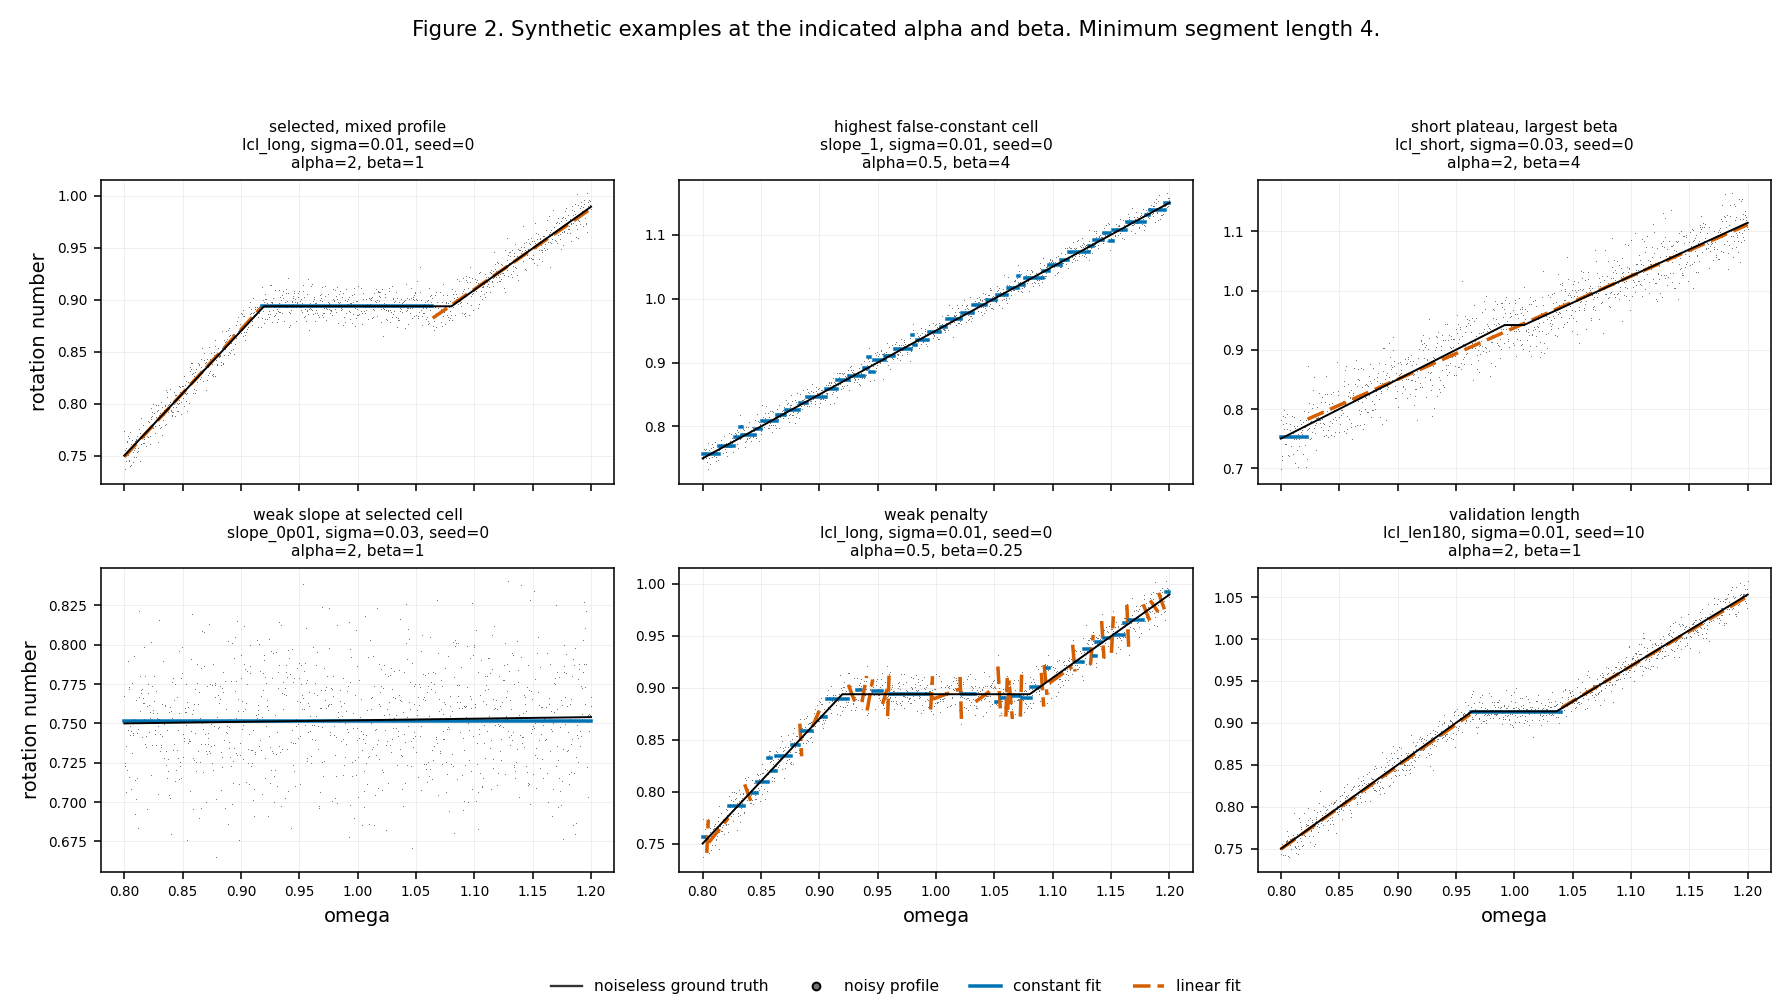 Figure 2. Synthetic examples at the indicated alpha and beta. Minimum segment length 4.
selected, mixed profile
lcl_long, sigma=0.01, seed=0
alpha=2, beta=1
1.00
0.95
0.90
0.85
0.80
0.75
rotation number
highest false-constant cell
slope_1, sigma=0.01, seed=0
alpha=0.5, beta=4
1.1
1.0
0.9
0.8
short plateau, largest beta
lcl_short, sigma=0.03, seed=0
alpha=2, beta=4
1.1
1.0
0.9
0.8
0.7
weak slope at selected cell
slope_0p01, sigma=0.03, seed=0
alpha=2, beta=1
0.825
0.800
0.775
0.750
0.725
0.700
0.675
rotation number
0.80 0.85 0.90 0.95 1.00 1.05 1.10 1.15 1.20
omega
weak penalty
lcl_long, sigma=0.01, seed=0
alpha=0.5, beta=0.25
1.00
0.95
0.90
0.85
0.80
0.75
0.80 0.85 0.90 0.95 1.00 1.05 1.10 1.15 1.20
omega
validation length
lcl_len180, sigma=0.01, seed=10
alpha=2, beta=1
1.05
1.00
0.95
0.90
0.85
0.80
0.75
0.80 0.85 0.90 0.95 1.00 1.05 1.10 1.15 1.20
omega
noiseless ground truth noisy profile constant fit linear fit